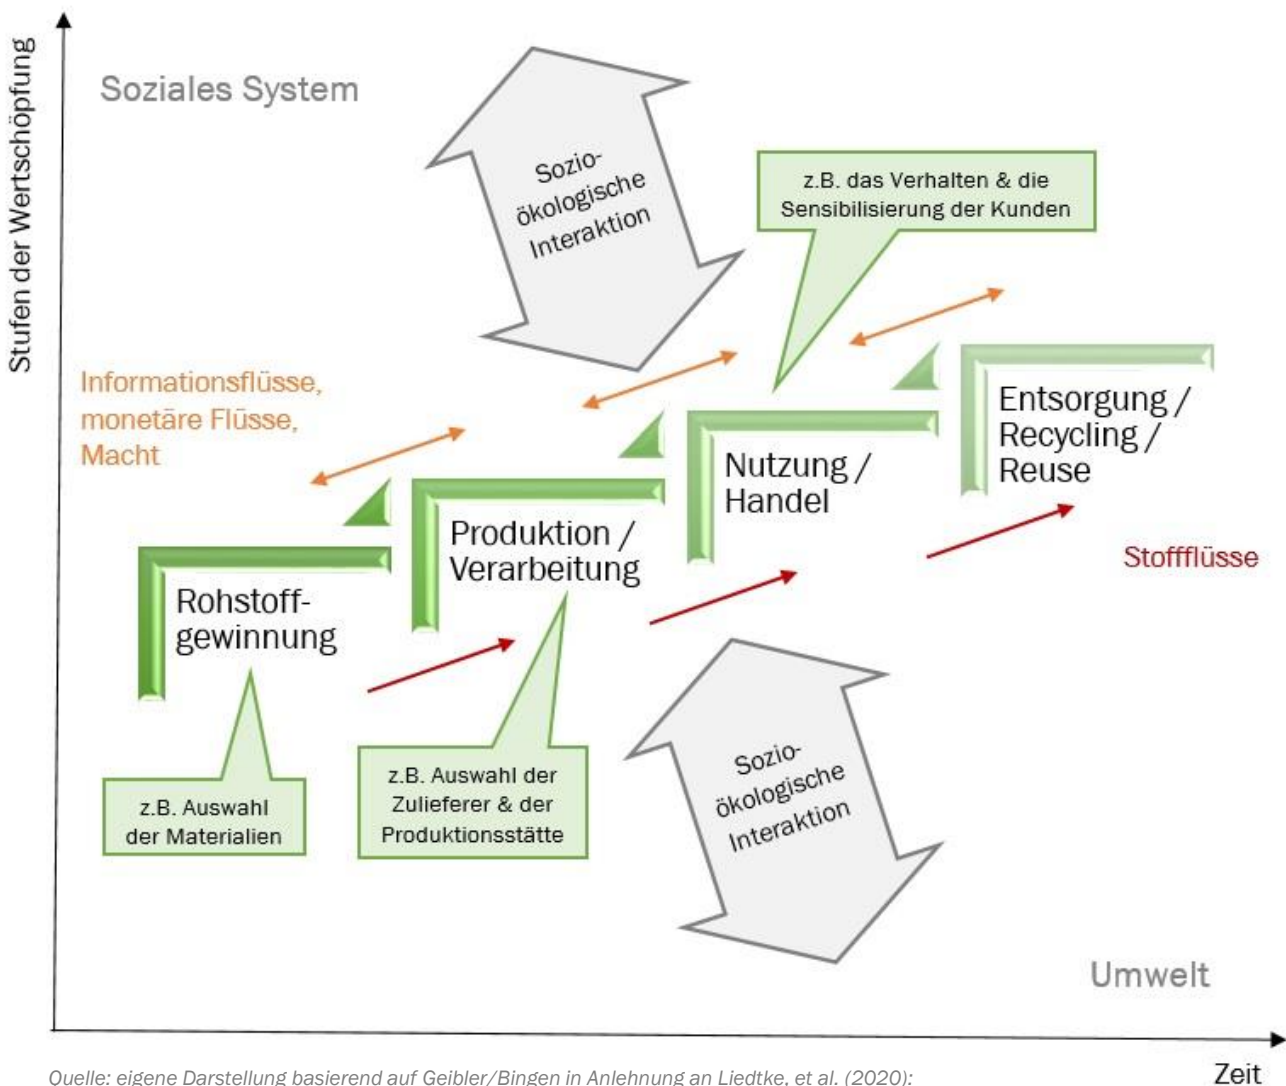 Stufen der Wertschöpfung
Soziales System
Sozio-
ökologische
Interaktion
z.B. das Verhalten & die
Sensibilisierung der Kunden
Informationsflüsse,
monetäre Flüsse,
Macht
Entsorgung /
Recycling /
Reuse
Nutzung /
Handel
Produktion /
Verarbeitung
Rohstoff-
gewinnung
Stoffflüsse
z.B. Auswahl
der Materialien
z.B. Auswahl der
Zulieferer & der
Produktionsstätte
Sozio-
ökologische
Interaktion
Umwelt
Zeit
Quelle: eigene Darstellung basierend auf Geibler/Bingen in Anlehnung an Liedtke, et al. (2020);